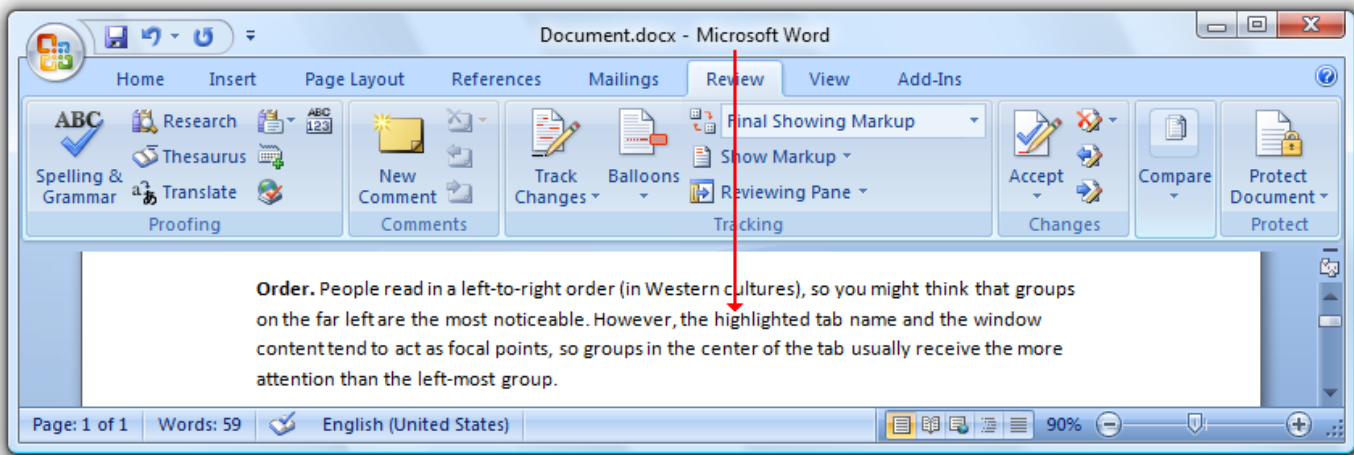 Document.docx - Microsoft Word
Home Insert Page Layout References Mailings Review View Add-Ins
ABC
Spelling &
Grammar
Research
Thesaurus
Translate
ABC
123
Proofing
New
Comment
Comments
Track
Changes
Balloons
Final Showing Markup
Show Markup
Reviewing Pane
Tracking
Accept
Changes
Compare
Protect
Document
Protect
Order. People read in a left-to-right order (in Western cultures), so you might think that groups
on the far left are the most noticeable. However, the highlighted tab name and the window
content tend to act as focal points, so groups in the center of the tab usually receive the more
attention than the left-most group.
Page: 1 of 1 Words: 59 English (United States) 90%